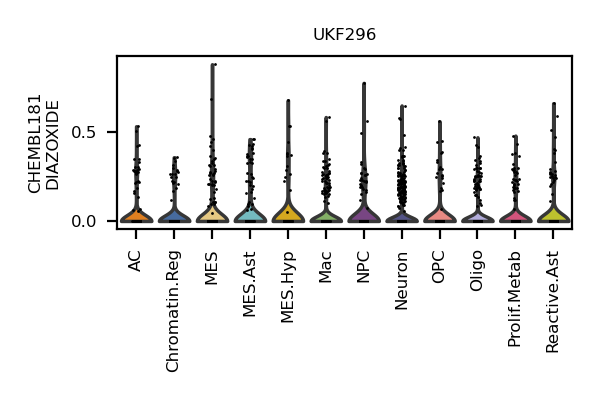 UKF296
CHEMBL181
DIAZOXIDE
0.5
0.0
AC
Chromatin.Reg
MES
MES.Ast
MES.Hyp
Mac
NPC
Neuron
OPC
Oligo
Prolif.Metab
Reactive.Ast